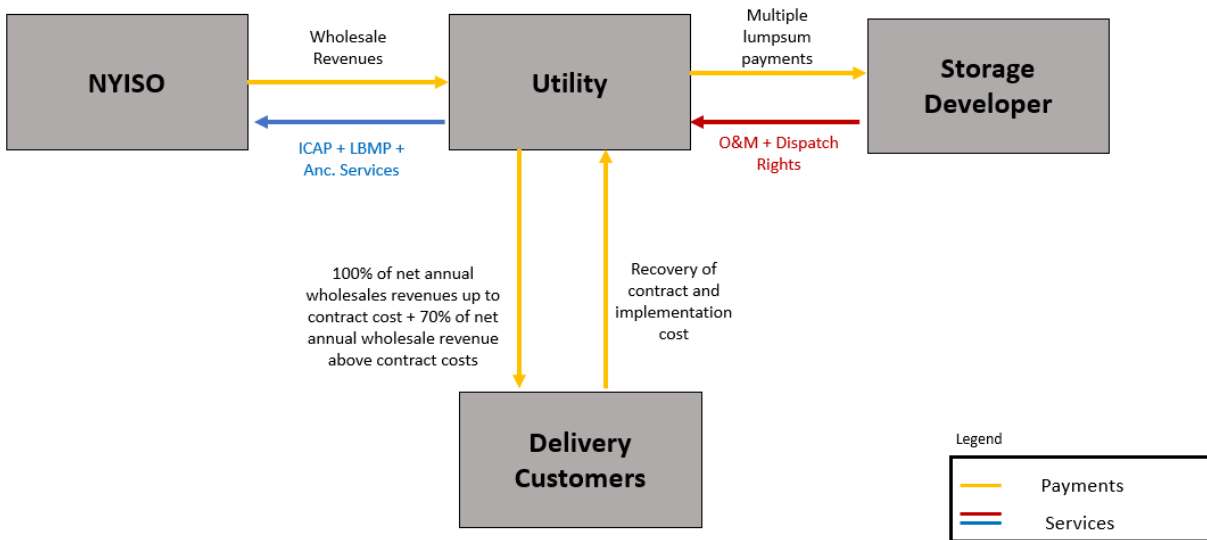 NYISO
Wholesale
Revenues
ICAP + LBMP +
Anc. Services
Utility
Multiple
lumpsum
payments
O&M + Dispatch
Rights
Storage
Developer
100% of net annual
wholesales revenues up to
contract cost + 70% of net
annual wholesale revenue
above contract costs
Recovery of
contract and
implementation
cost
Delivery
Customers
Legend
Payments
Services